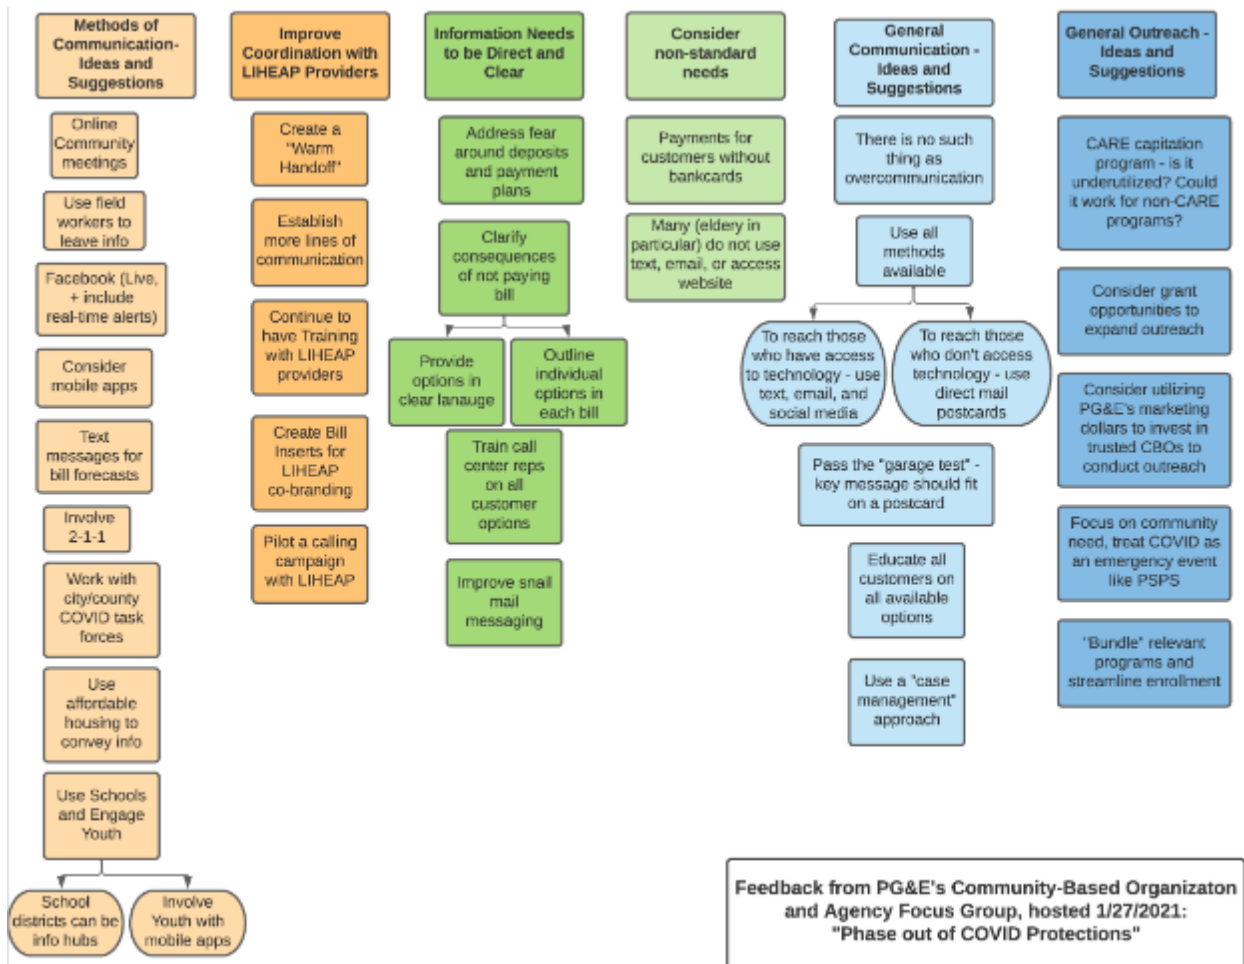 Methods of
Communication-
Ideas and
Suggestions
Online
Community
meetings
Use field
workers to
leave info
Facebook (Live,
+ include
real-time alerts)
Consider
mobile apps
Text
messages for
bill forecasts
Involve
2-1-1
Work with
city/county
COVID task
forces
Use
affordable
housing to
convey info
Use Schools
and Engage
Youth
School
districts can be
info hubs
Involve
Youth with
mobile apps
Improve
Coordination with
LIHEAP Providers
Create a
"Warm
Handoff"
Establish
more lines of
communication
Continue to
have Training
with LIHEAP
providers
Create Bill
Inserts for
LIHEAP
co-branding
Pilot a calling
campaign
with LIHEAP
Information Needs
to be Direct and
Clear
Address fear
around deposits
and payment
plans
Clarify
consequences
of not paying
bill
Provide
options in
clear lanauge
Outline
individual
options in
each bill
Train call
center reps
on all
customer
options
Improve snail
mail
messaging
Consider
non-standard
needs
Payments for
customers without
bankcards
Many (eldery in
particular) do not use
text, email, or access
website
General
Communication -
Ideas and
Suggestions
There is no such
thing as
overcommunication
Use all
methods
available
To reach those
who have access
to technology - use
text, email, and
social media
To reach those
who don't access
technology - use
direct mail
postcards
Pass the "garage test" -
key message should fit
on a postcard
Educate all
customers on
all available
options
Use a "case
management"
approach
General Outreach -
Ideas and
Suggestions
CARE capitation
program - is it
underutilized? Could
it work for non-CARE
programs?
Consider grant
opportunities to
expand outreach
Consider utilizing
PG&E's marketing
dollars to invest in
trusted CBOs to
conduct outreach
Focus on community
need, treat COVID as
an emergency event
like PSPS
"Bundle" relevant
programs and
streamline enrollment
Feedback from PG&E's Community-Based Organizaton
and Agency Focus Group, hosted 1/27/2021:
"Phase out of COVID Protections"